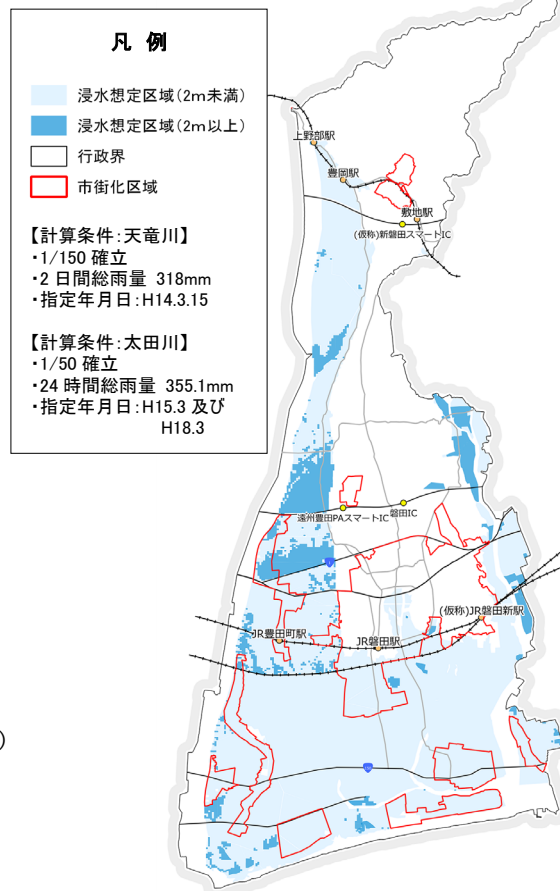 凡 例
浸水想定区域(2m未満)
浸水想定区域(2m以上)
行政界
市街化区域
【計算条件:天竜川】
・1/150 確立
・2 日間総雨量 318mm
・指定年月日:H14.3.15
【計算条件:太田川】
・1/50 確立
・24 時間総雨量 355.1mm
・指定年月日:H15.3 及び
H18.3
上野部駅
豊岡駅
敷地駅
(仮称)新磐田スマートIC
遠州豊田PAスマートIC
磐田IC
(仮称)JR磐田新駅
JR豊田町駅
JR磐田駅
)